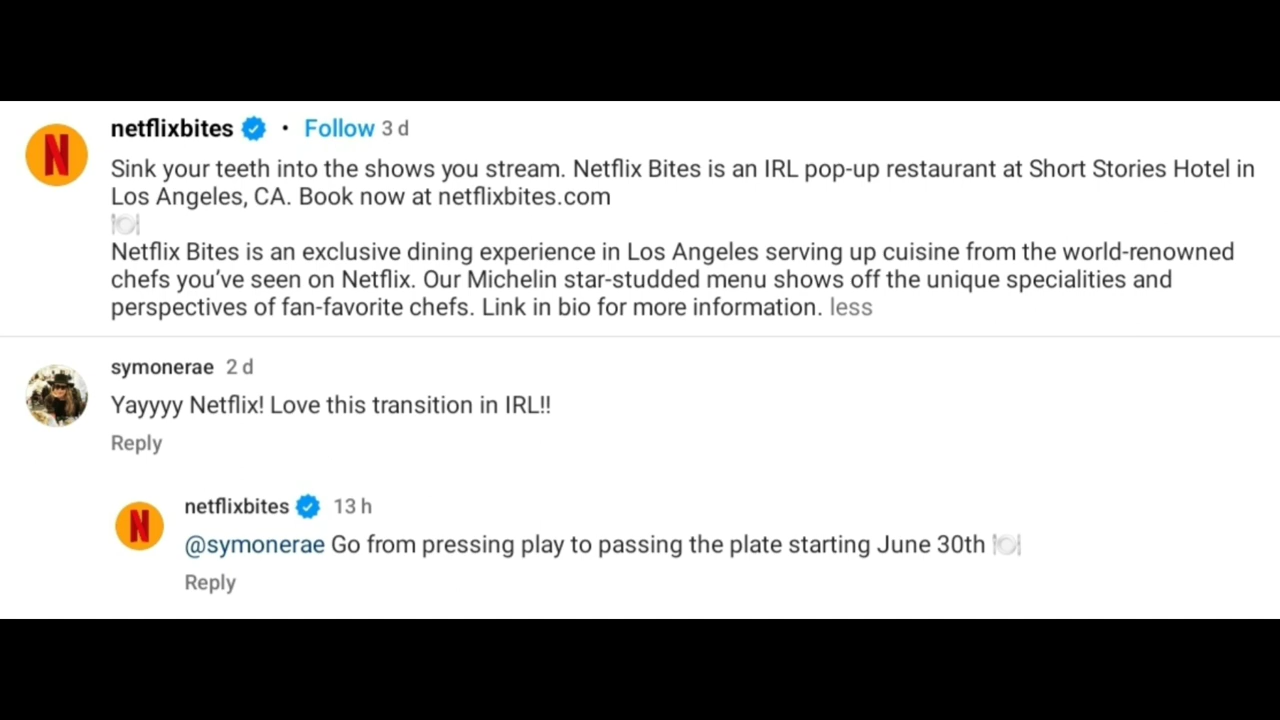 netflixbites • Follow 3 d
Sink your teeth into the shows you stream. Netflix Bites is an IRL pop-up restaurant at Short Stories Hotel in
Los Angeles, CA. Book now at netflixbites.com
🍽️
Netflix Bites is an exclusive dining experience in Los Angeles serving up cuisine from the world-renowned
chefs you’ve seen on Netflix. Our Michelin star-studded menu shows off the unique specialities and
perspectives of fan-favorite chefs. Link in bio for more information. less
symonerae 2 d
Yayyyy Netflix! Love this transition in IRL!!
Reply
netflixbites 13 h
@symonerae Go from pressing play to passing the plate starting June 30th 🍽️
Reply